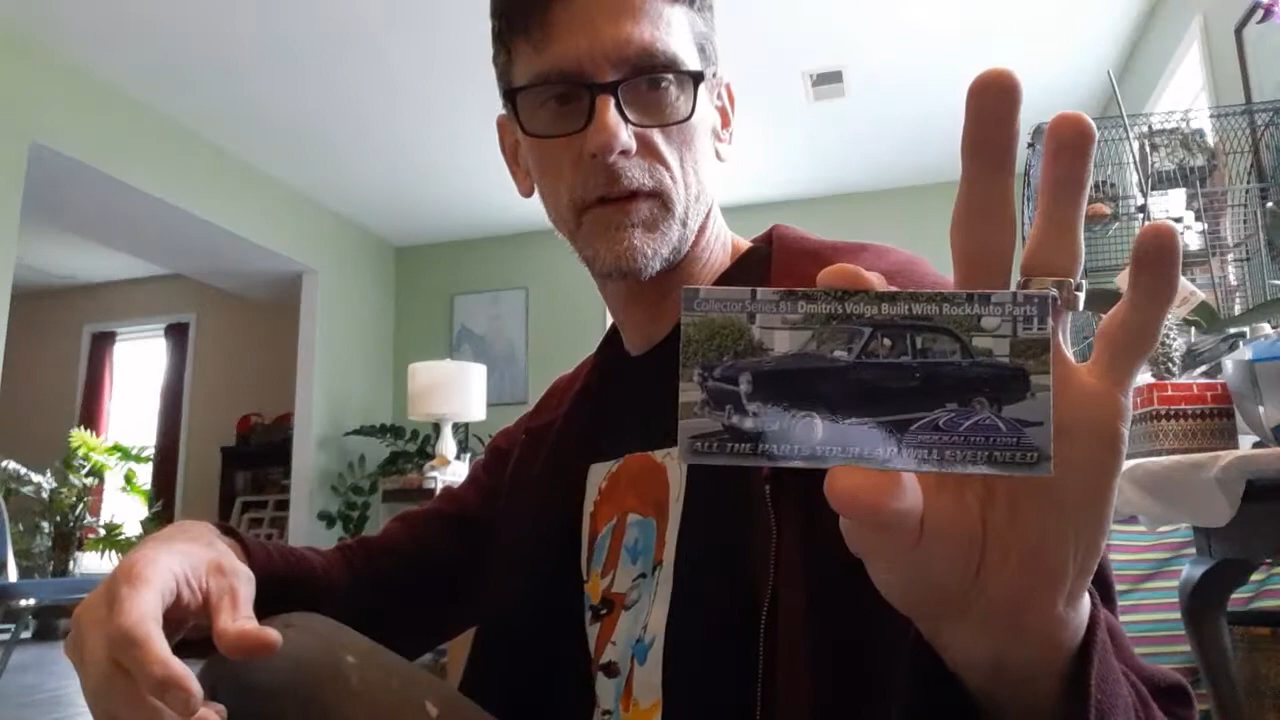 Collector Series 81 Dmitri's Volga Built With RockAuto Parts
ROCKAUTO.COM
ALL THE PARTS YOUR CAR WILL EVER NEED